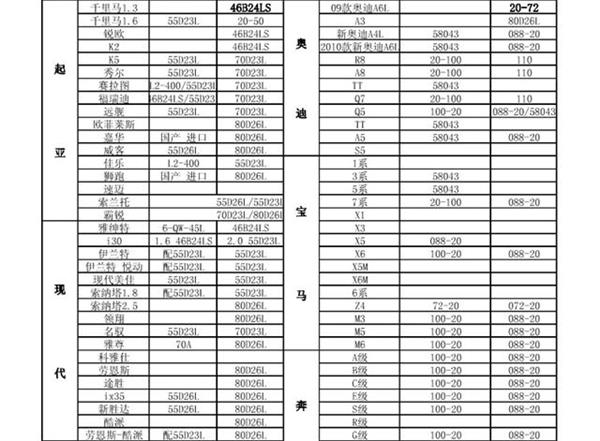 千里马1.3 46B24LS 09款奥迪A6L 20-72
千里马1.6 55D23L 20-50 A3 80D26L
锐欧 46B24LS 新奥迪A4L 58043 088-20
K2 46B24LS 2010款新奥迪A6L 58043 088-20
起 K5 55D23L 70D23L 奥 R8 20-100 110
秀尔 55D23L 70D23L A8 20-100 110
赛拉图 L2-400/55D23 70D23L TT 58043
福瑞迪 46B24LS/55D23 70D23L Q7 20-100 110
远舰 55D23L 70D23L 迪 Q5 100-20 088-20/58043
欧菲莱斯 80D26L TT 58043
嘉华 国产 进口 80D26L A5 58043 088-20
威客 55D26L 80D26L S5
亚 佳乐 L2-400 55D23L 1系
狮跑 国产 进口 80D26L 3系 58043
速迈 5系 58043
索兰托 55D26L/55D23L 宝 7系 20-100 088-20
霸锐 70D23L/80D26L X1
雅绅特 6-QW-45L 46B24LS X3
i30 1.6 46B24LS 2.0 55D23L X5 088-20
伊兰特 配55D23L 80D26L X6 100-20 088-20
伊兰特 悦动 配55D23L 80D26L X5M
现 现代美佳 配55D23L 55D23L 马 X6M
索纳塔1.8 配55D23L 80D26L 6系
索纳塔2.5 80D26L Z4 72-20 072-20
领翔 80D26L M3 100-20 088-20
名驭 55D23L 70D23L M5 100-20 088-20
雅尊 70A 80D26L M6 100-20 088-20
代 科雅仕 A级 100-20 088-20
劳恩斯 80D26L B级 100-20 088-20
途胜 80D26L C级 100-20 088-20
ix35 55D26L 80D26L E级 100-20 088-20
新胜达 55D26L 80D26L 奔 S级 100-20 088-20
酷派 80D26L R级
劳恩斯-酷派 配55D23L 80D26L G级 100-20 088-20